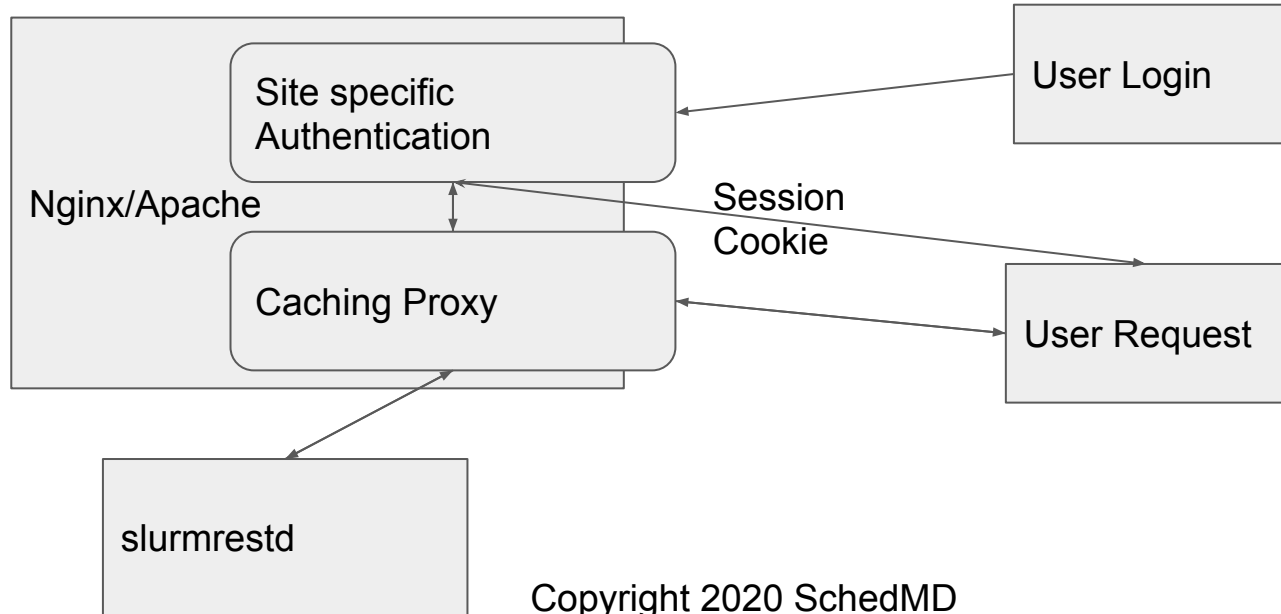 Site specific
Authentication
User Login
Nginx/Apache
Session
Cookie
Caching Proxy
User Request
slurmrestd
Copyright 2020 SchedMD